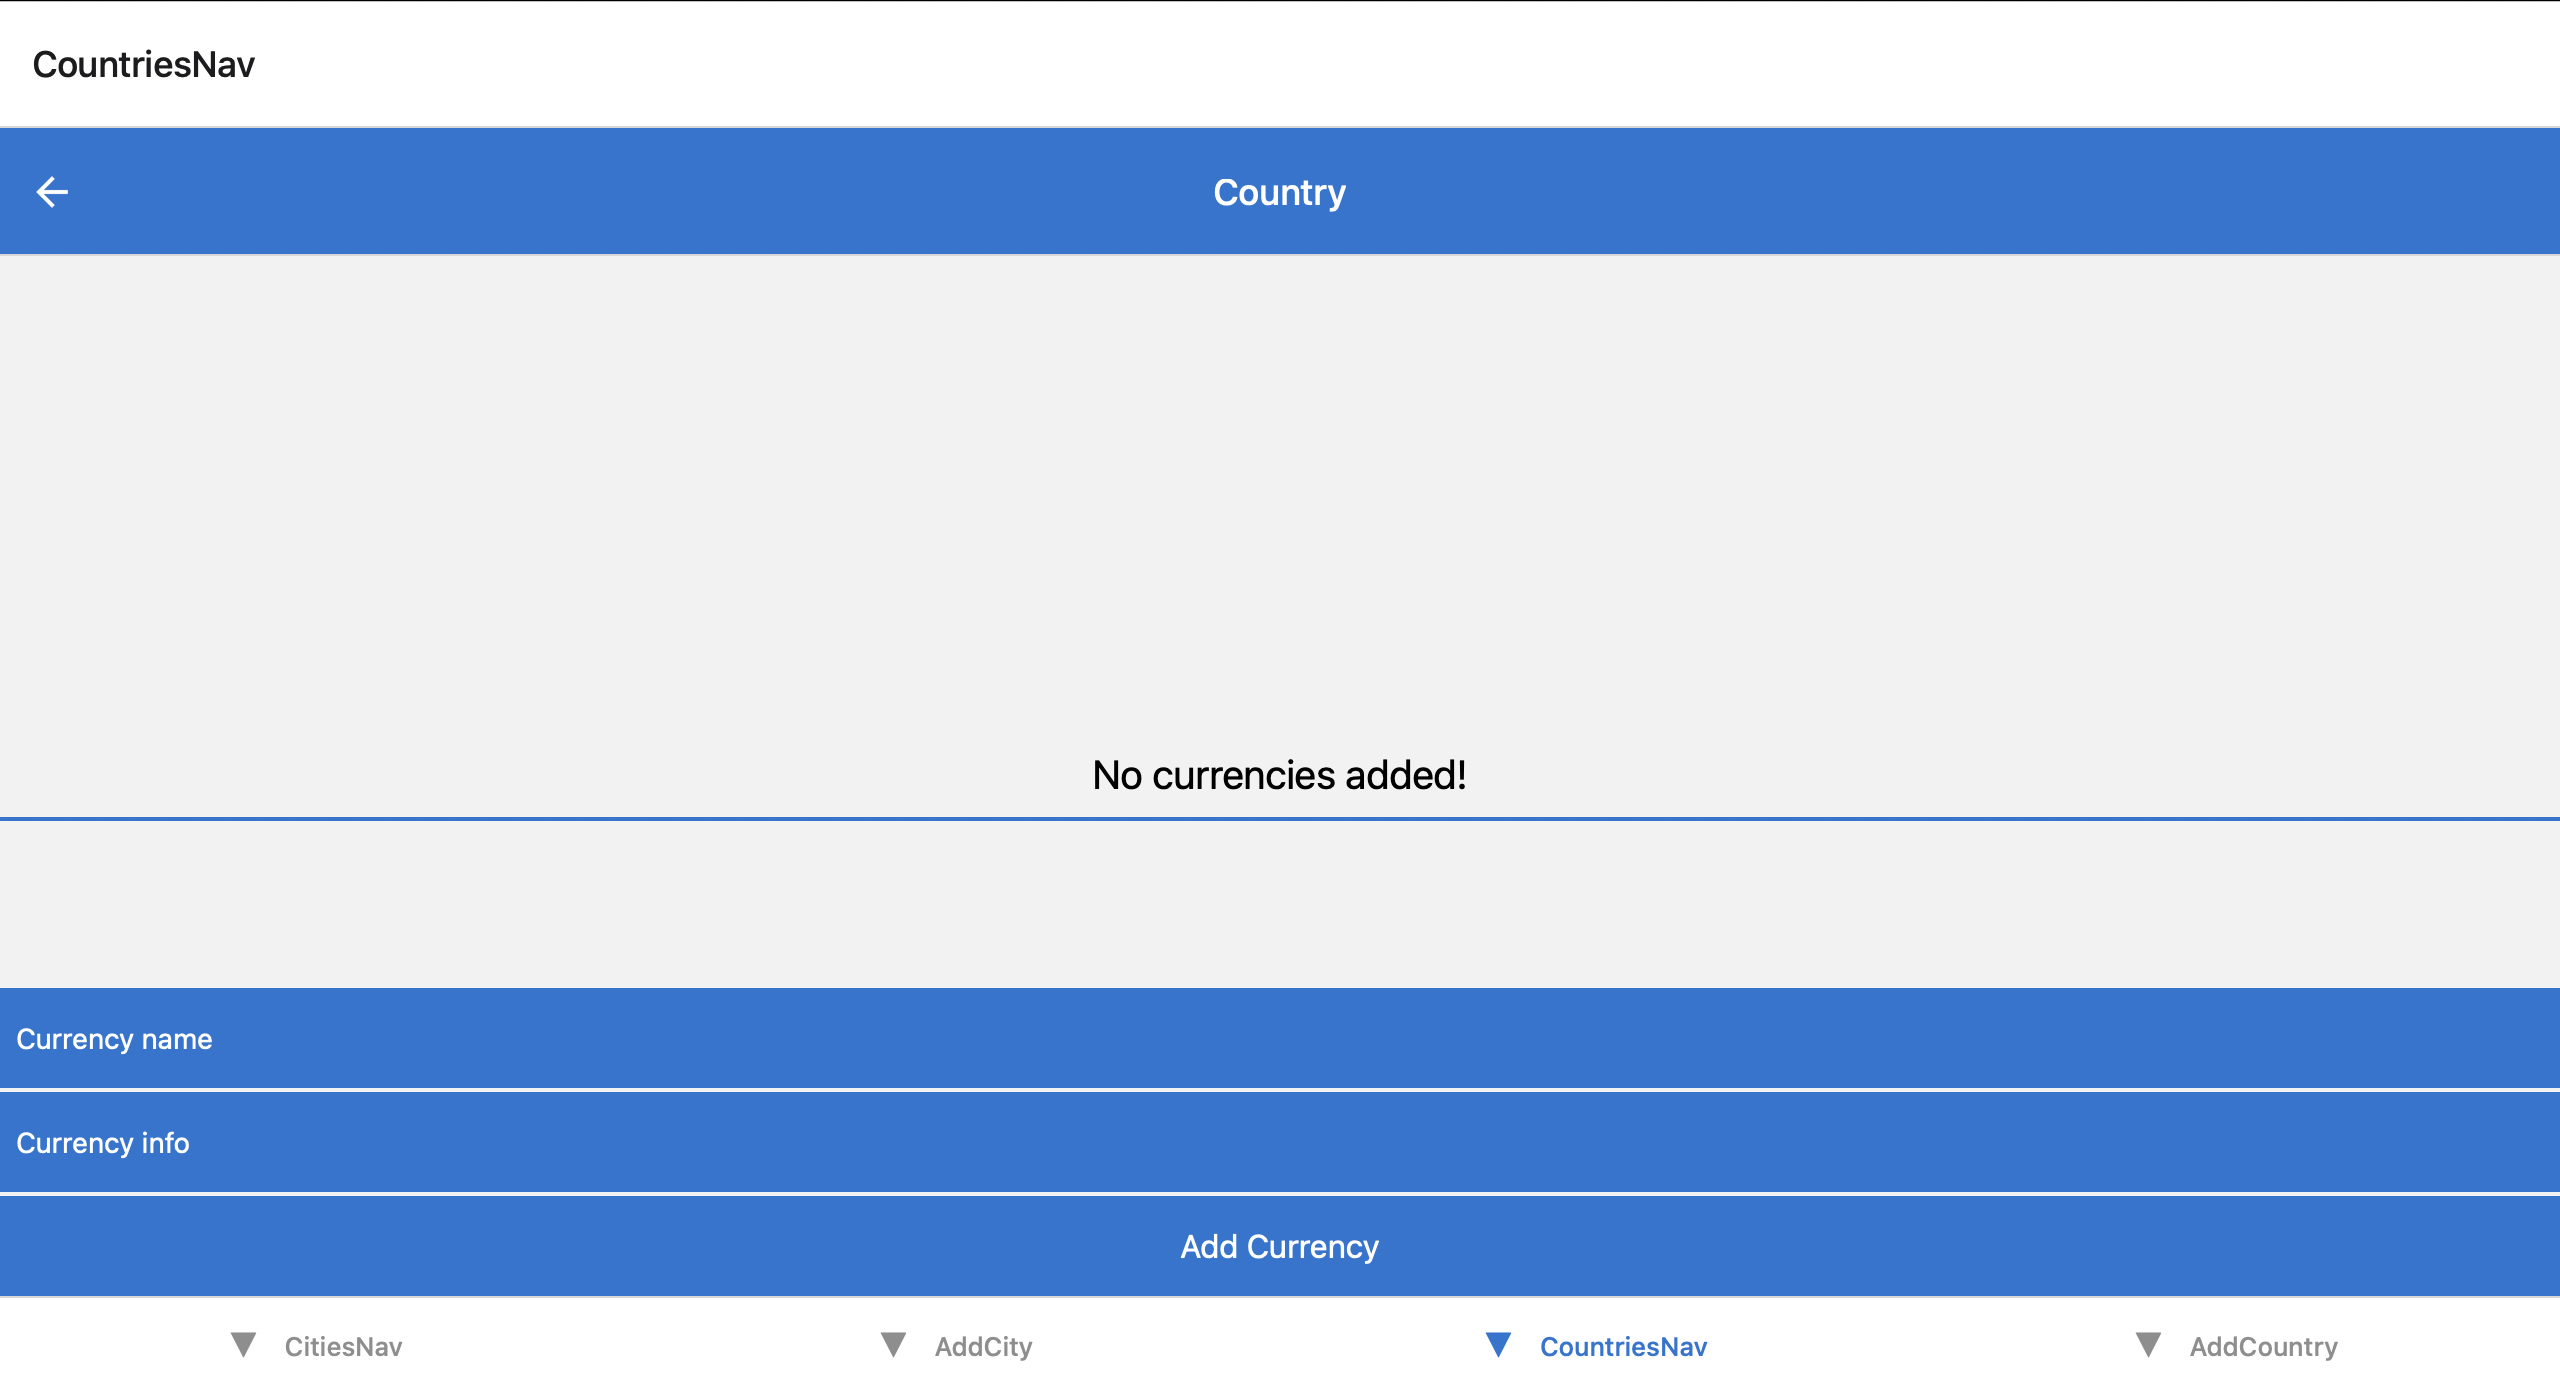 CountriesNav
Country
No currencies added!
Currency name
Currency info
Add Currency
CitiesNav
AddCity
CountriesNav
AddCountry